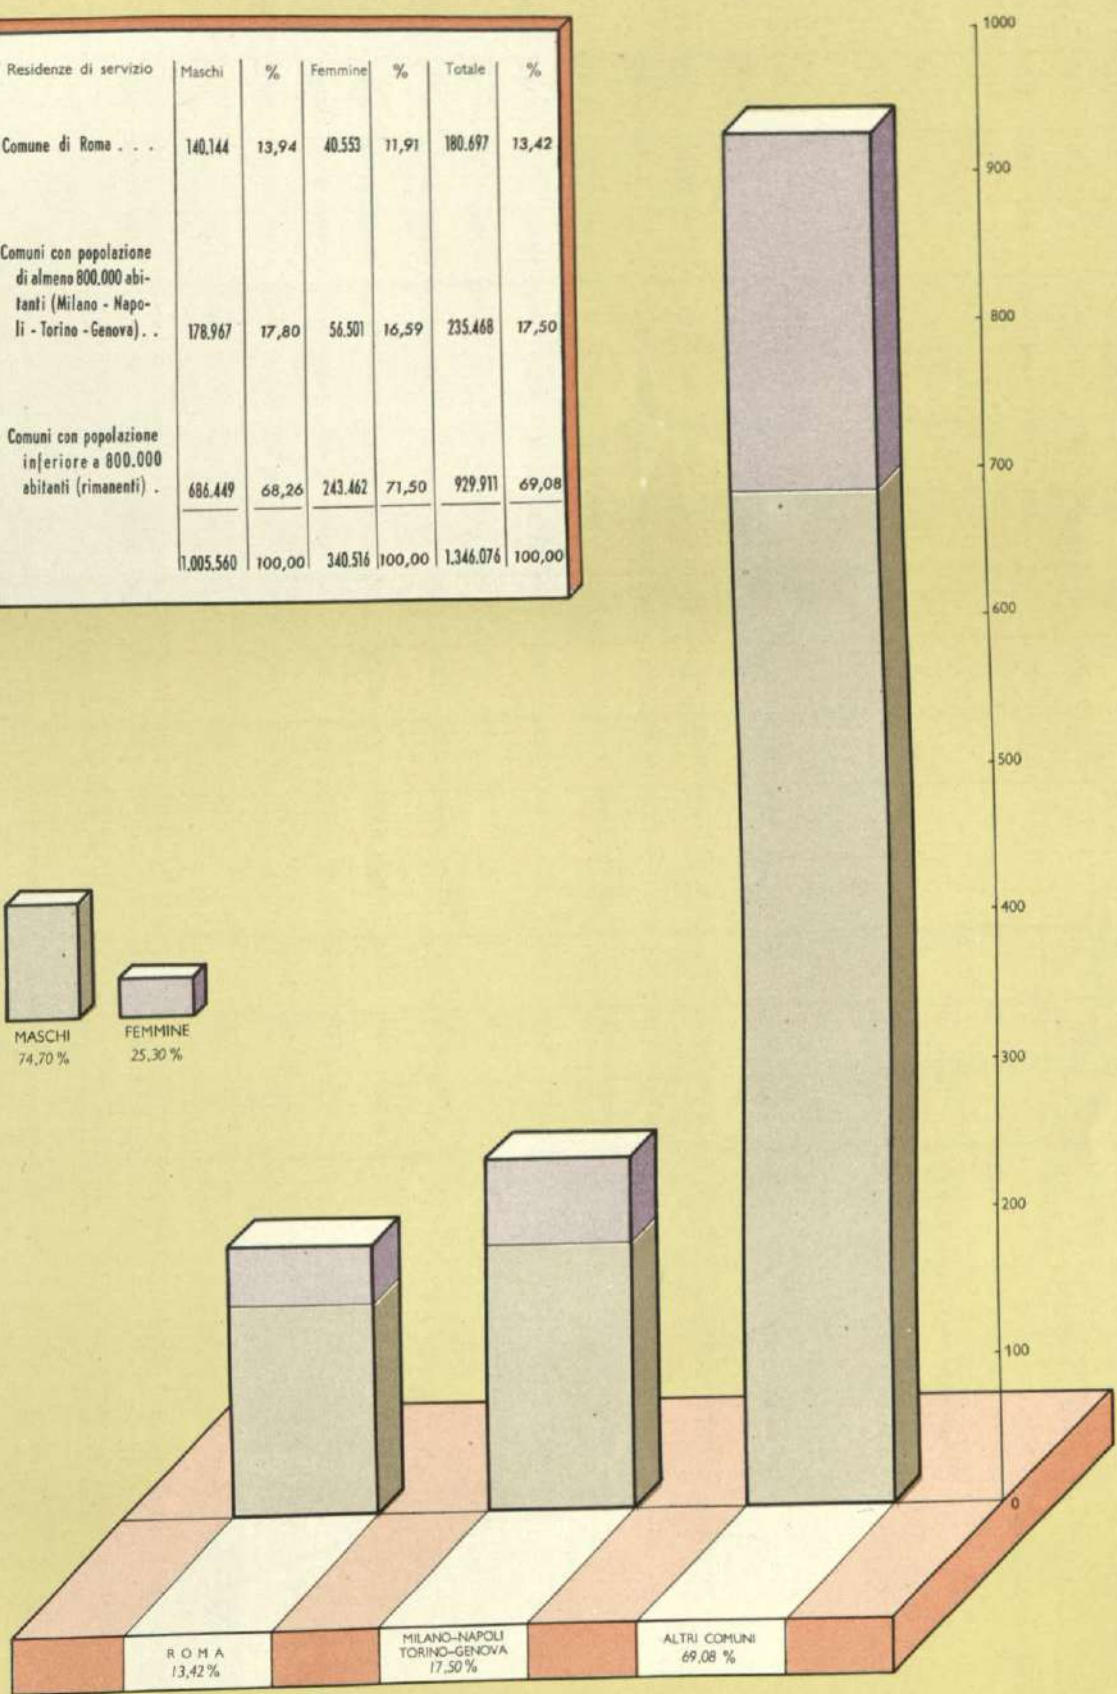 Residenze di servizio Maschi % Femmine % Totale %
Comune di Roma . . . 140.144 13,94 40.553 11,91 180.697 13,42
Comuni con popolazione
di almeno 800.000 abi-
tanti (Milano - Napo-
li - Torino - Genova) . . 178.967 17,80 56.501 16,59 235.468 17,50
Comuni con popolazione
inferiore a 800.000
abitanti (rimanenti) . 686.449 68,26 243.462 71,50 929.911 69,08
1.005.560 100,00 340.516 100,00 1.346.076 100,00
1000
900
800
700
600
500
400
300
200
100
0
MASCHI
74,70 %
FEMMINE
25,30 %
ROMA
13,42 %
MILANO-NAPOLI
TORINO-GENOVA
17,50 %
ALTRI COMUNI
69,08 %